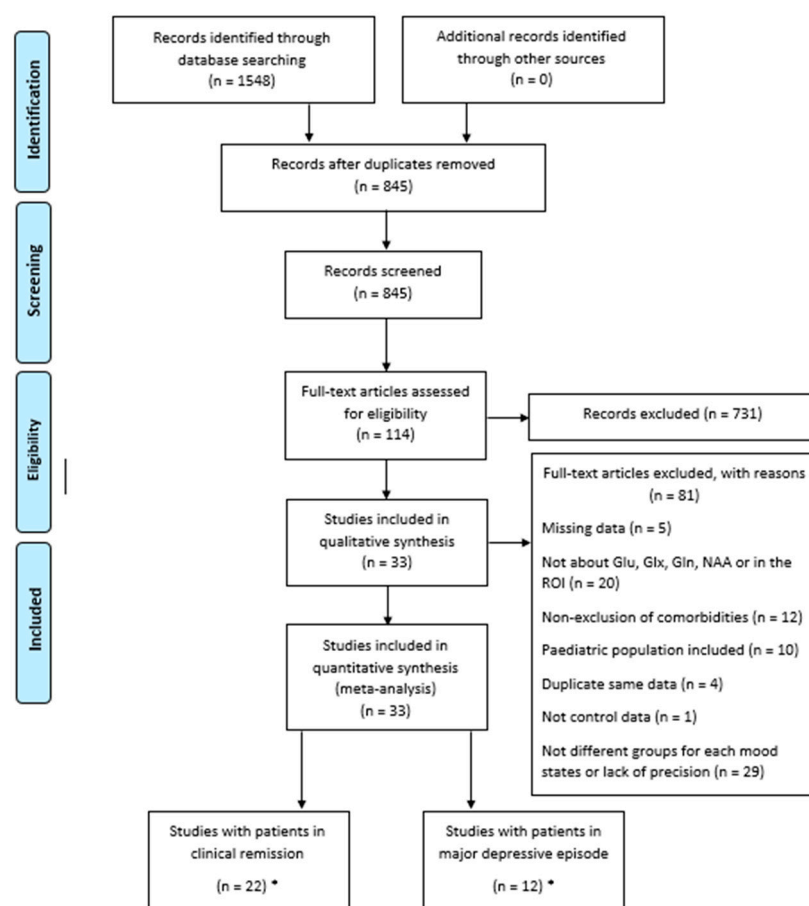 Identification
Records identified through
database searching
(n = 1548)
Additional records identified
through other sources
(n = 0)
Records after duplicates removed
(n = 845)
Screening
Records screened
(n = 845)
Eligibility
Full-text articles assessed
for eligibility
(n = 114)
Records excluded (n = 731)
Studies included in
qualitative synthesis
(n = 33)
Full-text articles excluded, with reasons
(n = 81)
Missing data (n = 5)
Not about Glu, Glx, Gln, NAA or in the
ROI (n = 20)
Non-exclusion of comorbidities (n = 12)
Paediatric population included (n = 10)
Duplicate same data (n = 4)
Not control data (n = 1)
Not different groups for each mood
states or lack of precision (n = 29)
Included
Studies included in
quantitative synthesis
(meta-analysis)
(n = 33)
Studies with patients in
clinical remission
(n = 22) *
Studies with patients in
major depressive episode
(n = 12) *